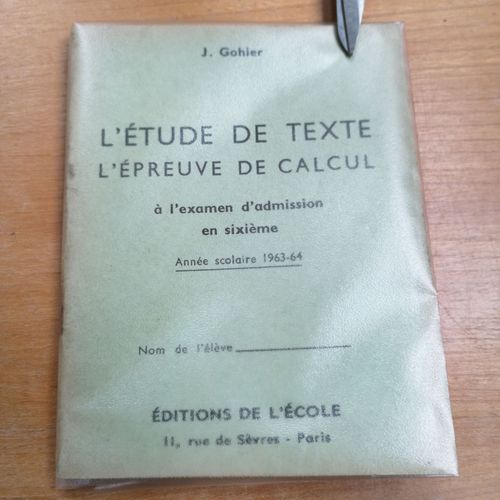 J. Gohier
L'ÉTUDE DE TEXTE
L'ÉPREUVE DE CALCUL
à l'examen d'admission
en sixième
Année scolaire 1963-64
Nom de l'élève
ÉDITIONS DE L'ÉCOLE
11, rue de Sèvres - Paris